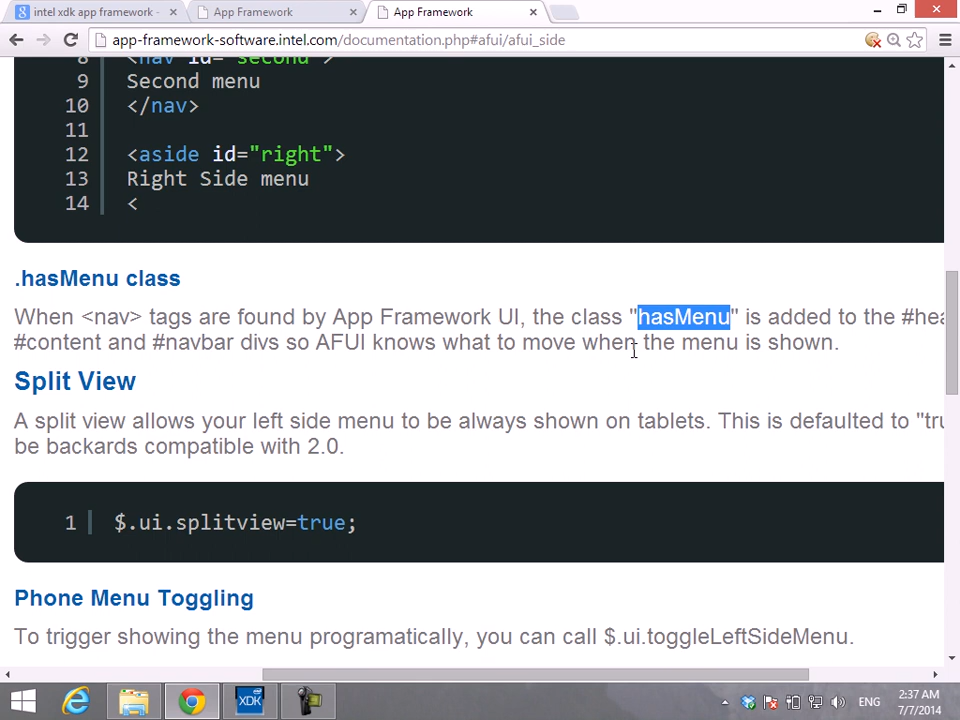 intel xdk app framework -
App Framework
App Framework
app-framework-software.intel.com/documentation.php#afui/afui_side
8 <nav id="second">
9 Second menu
10 </nav>
11
12 <aside id="right">
13 Right Side menu
14 <
.hasMenu class
When <nav> tags are found by App Framework UI, the class "hasMenu" is added to the #hea
#content and #navbar divs so AFUI knows what to move when the menu is shown.
Split View
A split view allows your left side menu to be always shown on tablets. This is defaulted to "tru
be backards compatible with 2.0.
1 $.ui.splitview=true;
Phone Menu Toggling
To trigger showing the menu programatically, you can call $.ui.toggleLeftSideMenu.
XDK
ENG
2:37 AM
7/7/2014